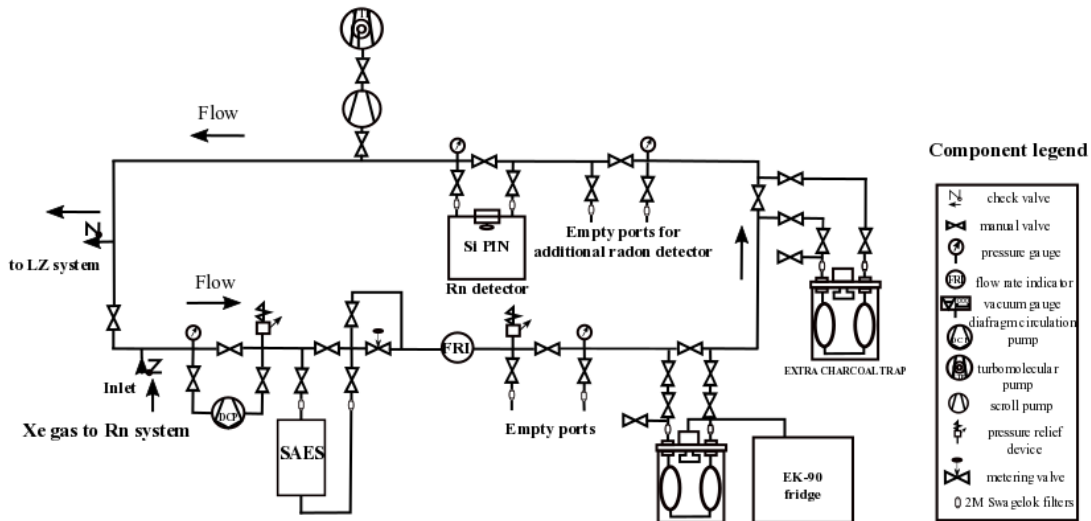 Flow
Component legend
check valve
manual valve
pressure gauge
FRI
flow rate indicator
vacuum gauge
diafragm circulation
pump
DCP
turbomolecular
pump
scroll pump
pressure relief
device
metering valve
2M Swagelok filters
Si PIN
Rn detector
Empty ports for
additional radon detector
to LZ system
Flow
FRI
EXTRA CHARCOAL TRAP
Inlet
DCP
Xe gas to Rn system
SAES
Empty ports
EK-90
fridge